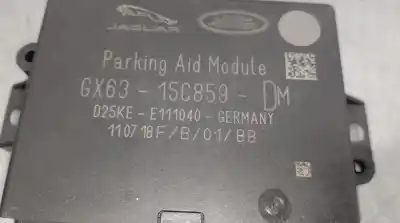 JAGUAR
Parking Aid Module
GX63 - 15C859 - DM
D25KE - E111040 - GERMANY
110718F/B/01/BB